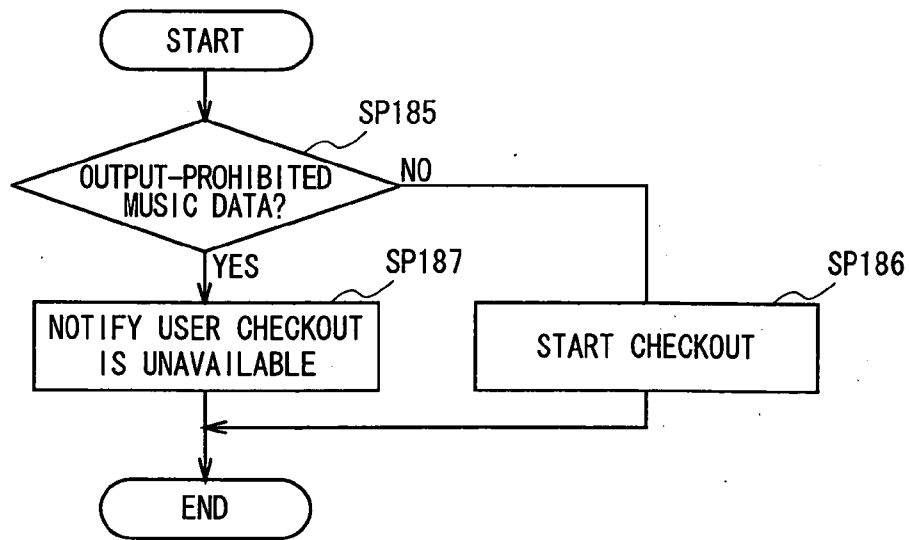 START
SP185
OUTPUT-PROHIBITED
MUSIC DATA?
NO
YES
SP187
NOTIFY USER CHECKOUT
IS UNAVAILABLE
SP186
START CHECKOUT
END